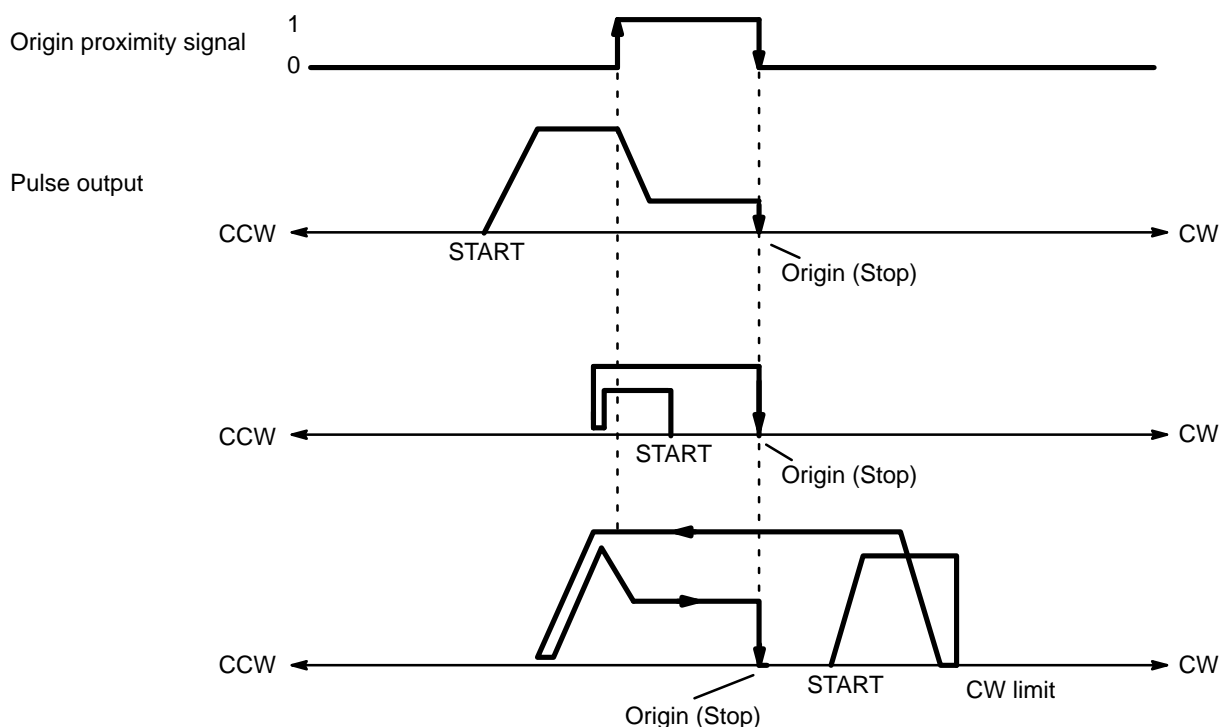 1
Origin proximity signal
0
Pulse output
CCW
CW
START
Origin (Stop)
CCW
CW
START
Origin (Stop)
CCW
CW
START
CW limit
Origin (Stop)